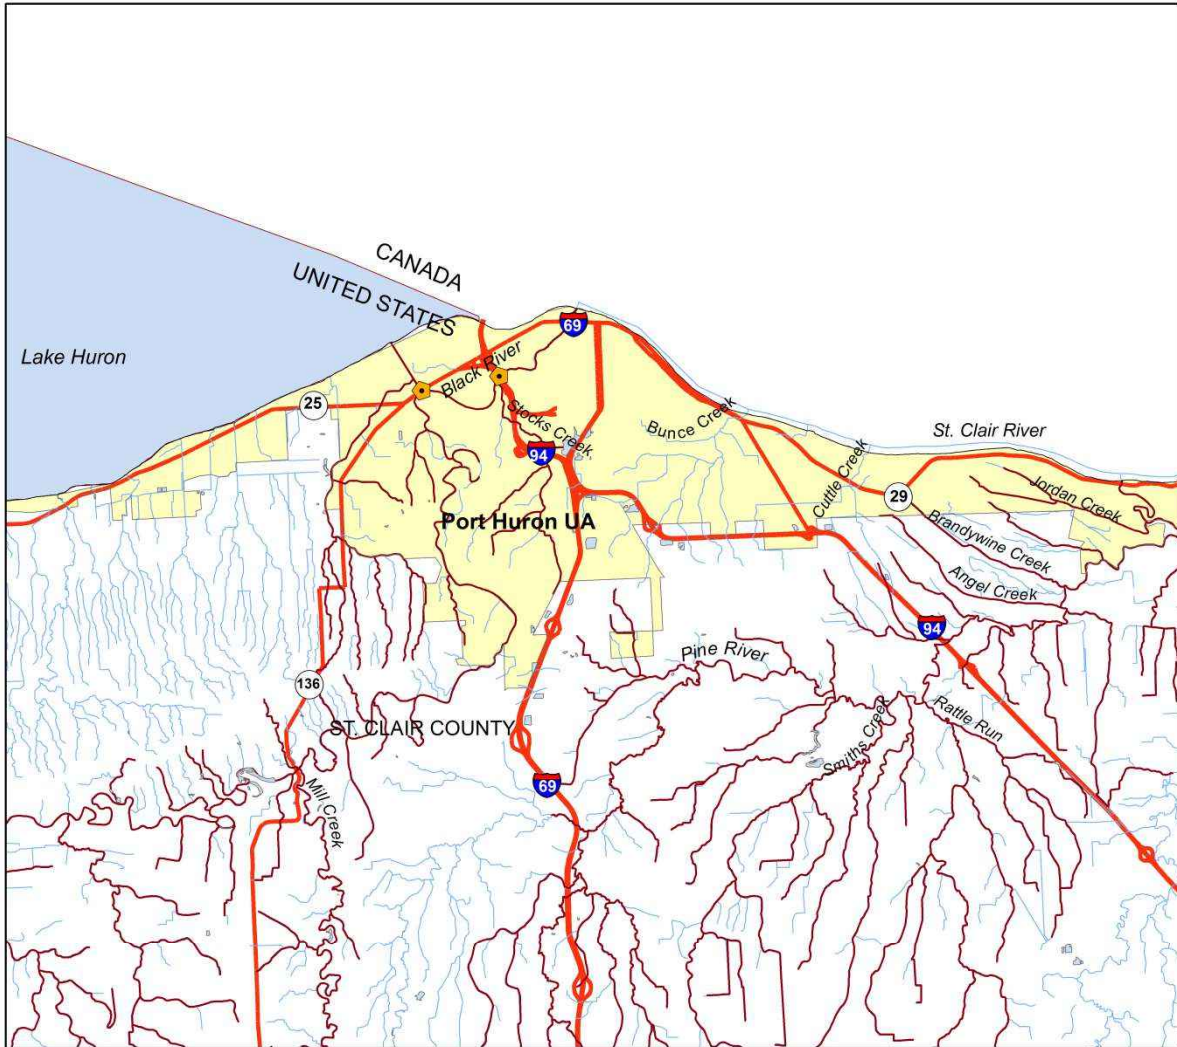 CANADA
UNITED STATES
69
Lake Huron
Black River
25
Stocks Creek
Bunce Creek
St. Clair River
94
Cuttle Creek
29
Jordan Creek
Port Huron UA
Brandywine Creek
Angel Creek
94
Pine River
136
Rattle Run
ST. CLAIR COUNTY
Smiths Creek
69
Mill Creek